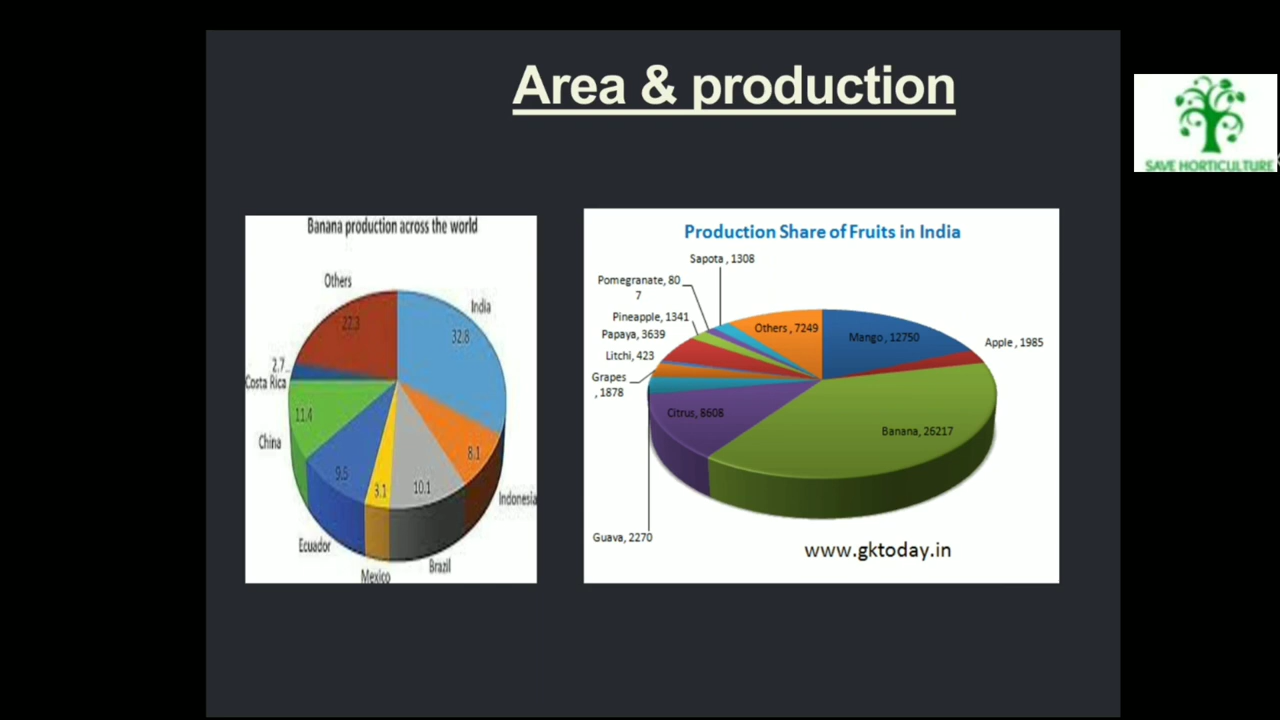 Area & production
SAVE HORTICULTURE
Banana production across the world
Others
India
22.3
32.8
2.7
Costa Rica
11.4
China
8.1
9.5
3.1
10.1
Indonesia
Ecuador
Brazil
Mexico
Production Share of Fruits in India
Sapota , 1308
Pomegranate, 80
7
Pineapple, 1341
Others , 7249
Papaya, 3639
Mango , 12750
Apple , 1985
Litchi, 423
Grapes
, 1878
Citrus, 8608
Banana, 26217
Guava, 2270
www.gktoday.in